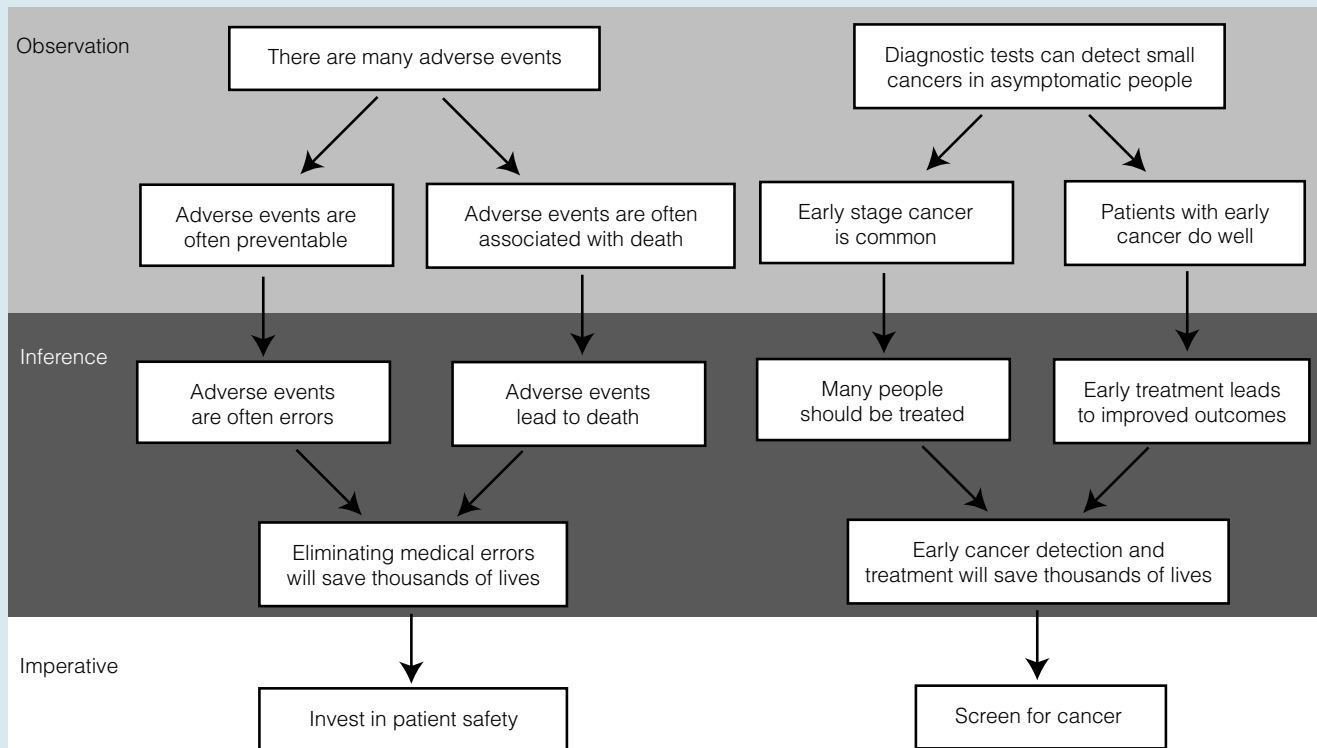 Observation
There are many adverse events
Diagnostic tests can detect small
cancers in asymptomatic people
Adverse events are
often preventable
Adverse events are often
associated with death
Early stage cancer
is common
Patients with early
cancer do well
Inference
Adverse events
are often errors
Adverse events
lead to death
Many people
should be treated
Early treatment leads
to improved outcomes
Eliminating medical errors
will save thousands of lives
Early cancer detection and
treatment will save thousands of lives
Imperative
Invest in patient safety
Screen for cancer